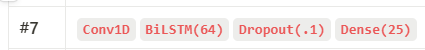 #7 Conv1D BiLSTM(64) Dropout(.1) Dense(25)